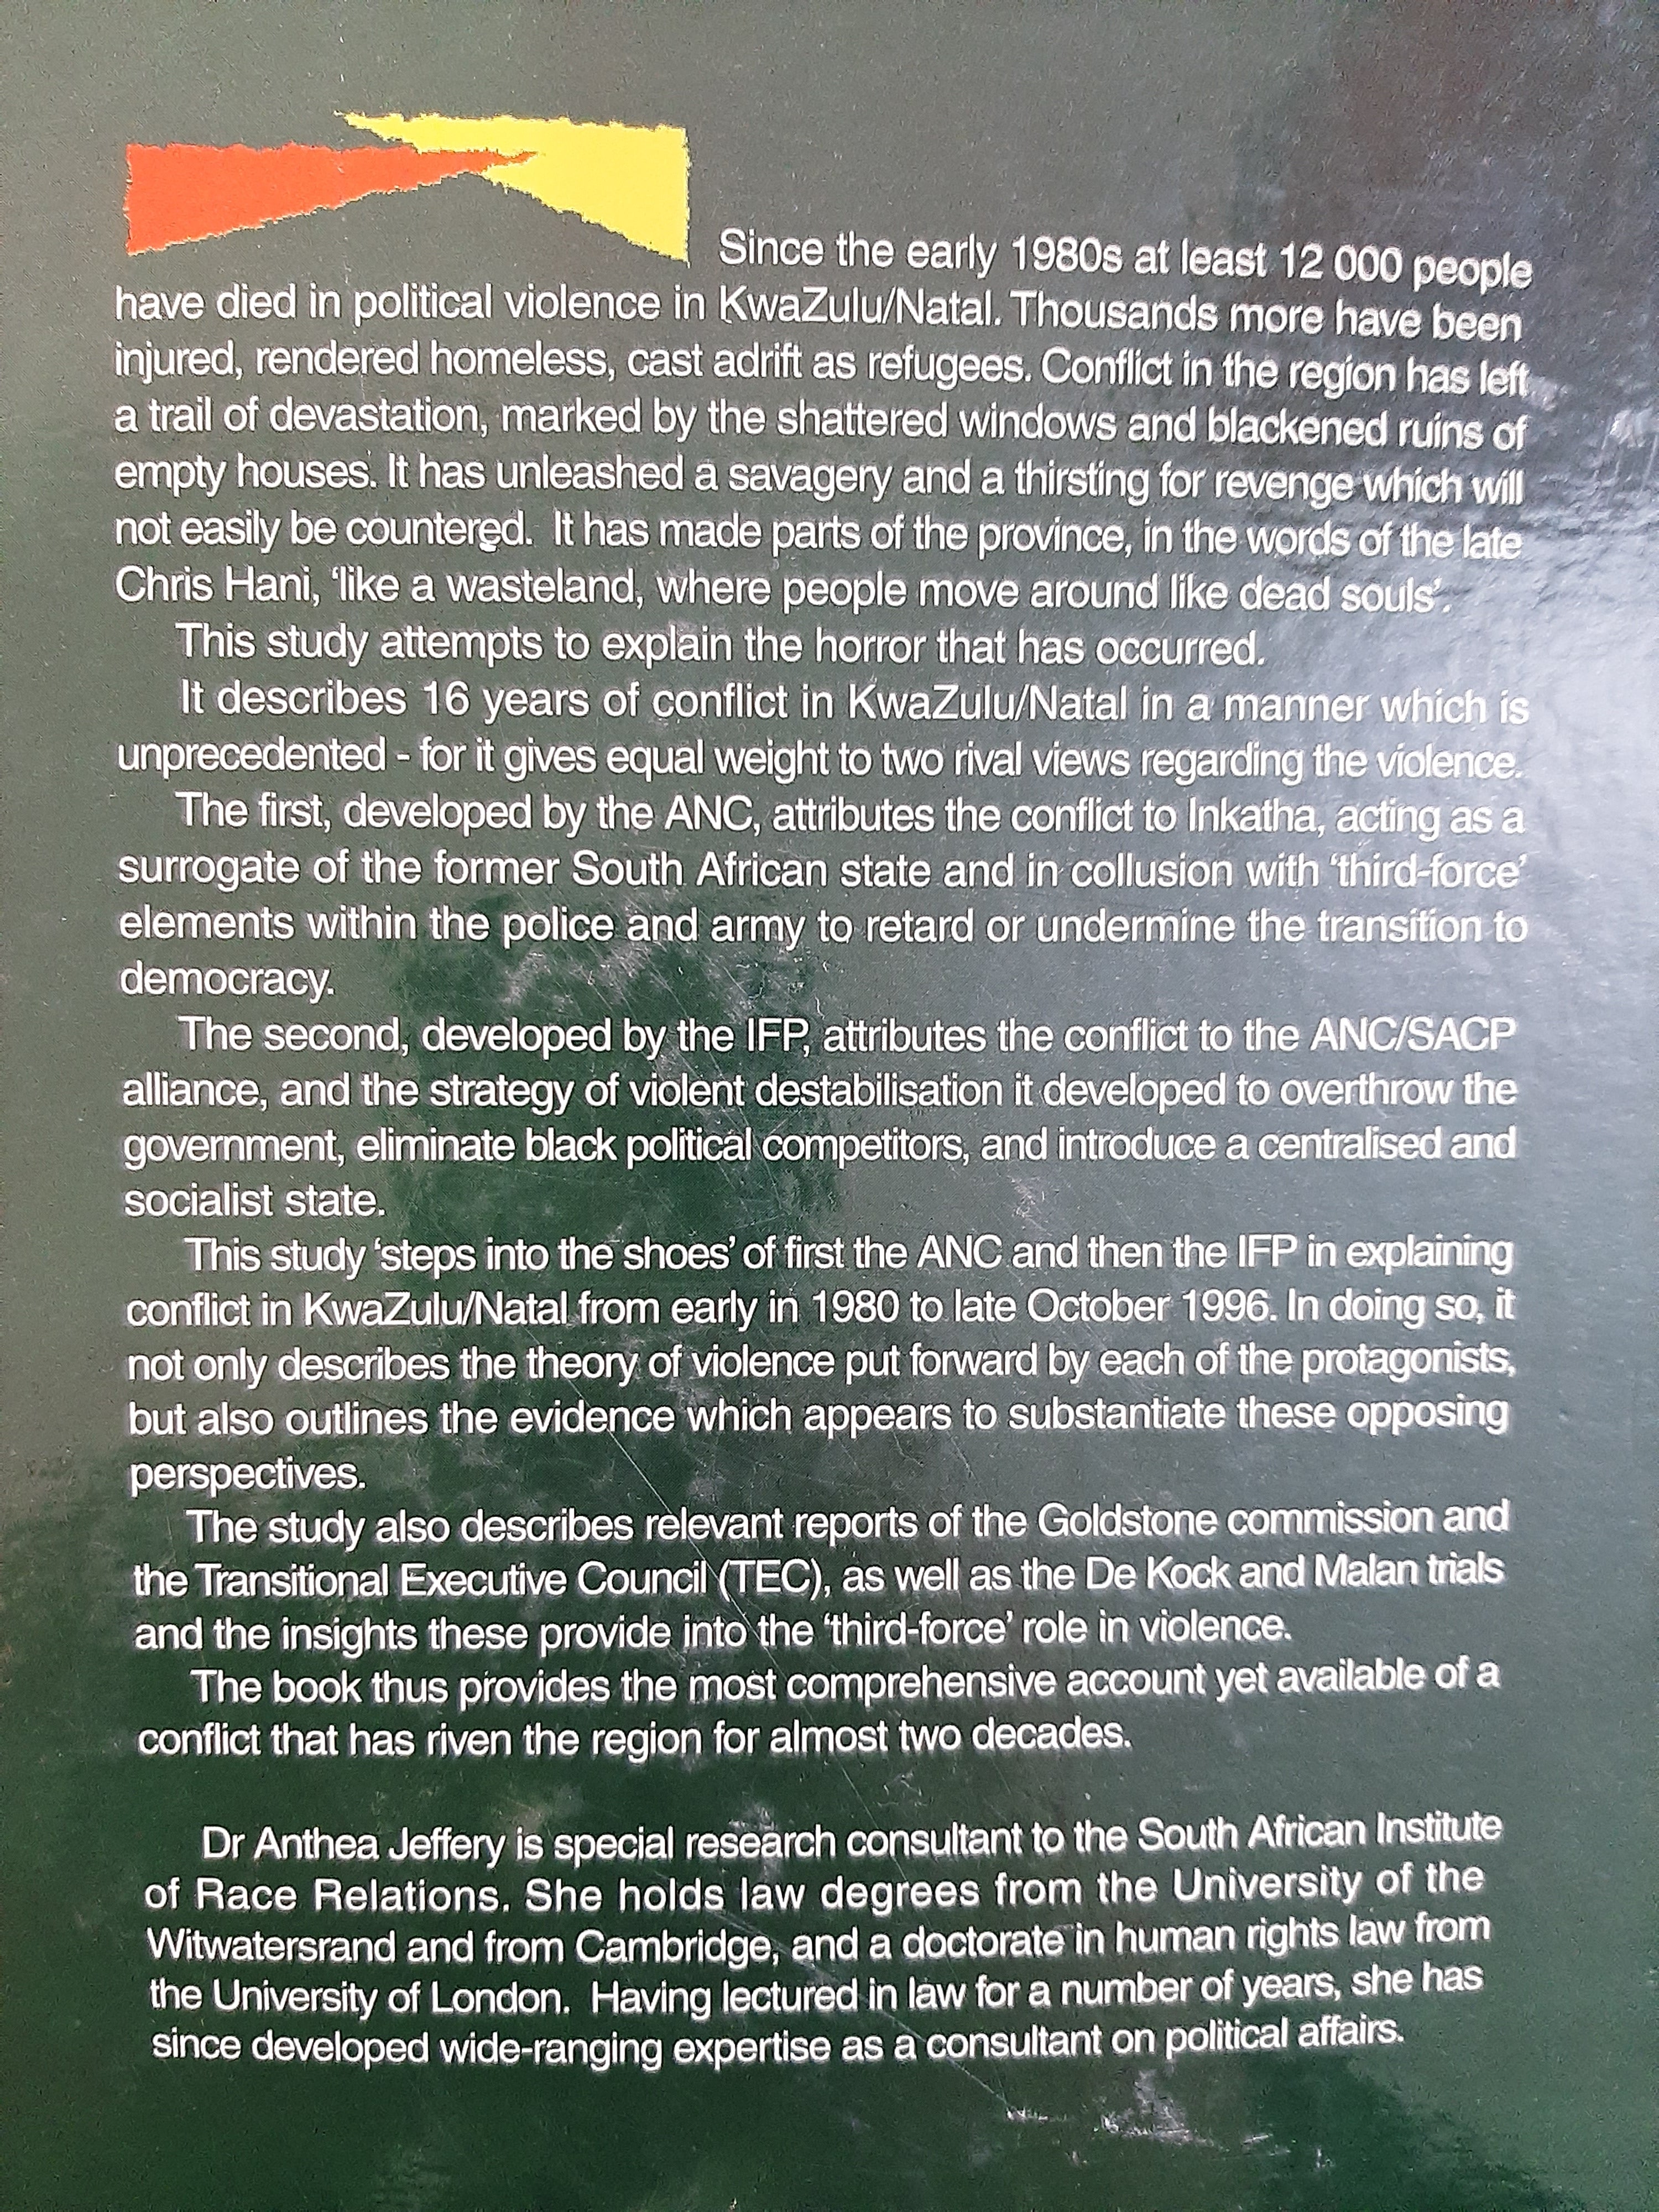 Since the early 1980s at least 12 000 people
have died in political violence in KwaZulu/Natal. Thousands more have been
injured, rendered homeless, cast adrift as refugees. Conflict in the region has left
a trail of devastation, marked by the shattered windows and blackened ruins of
empty houses. It has unleashed a savagery and a thirsting for revenge which will
not easily be countered. It has made parts of the province, in the words of the late
Chris Hani, ‘like a wasteland, where people move around like dead souls’.
This study attempts to explain the horror that has occurred.
It describes 16 years of conflict in KwaZulu/Natal in a manner which is
unprecedented - for it gives equal weight to two rival views regarding the violence.
The first, developed by the ANC, attributes the conflict to Inkatha, acting as a
surrogate of the former South African state and in collusion with ‘third-force’
elements within the police and army to retard or undermine the transition to
democracy.
The second, developed by the IFP, attributes the conflict to the ANC/SACP
alliance, and the strategy of violent destabilisation it developed to overthrow the
government, eliminate black political competitors, and introduce a centralised and
socialist state.
This study ‘steps into the shoes’ of first the ANC and then the IFP in explaining
conflict in KwaZulu/Natal from early in 1980 to late October 1996. In doing so, it
not only describes the theory of violence put forward by each of the protagonists,
but also outlines the evidence which appears to substantiate these opposing
perspectives.
The study also describes relevant reports of the Goldstone commission and
the Transitional Executive Council (TEC), as well as the De Kock and Malan trials
and the insights these provide into the ‘third-force’ role in violence.
The book thus provides the most comprehensive account yet available of a
conflict that has riven the region for almost two decades.
Dr Anthea Jeffery is special research consultant to the South African Institute
of Race Relations. She holds law degrees from the University of the
Witwatersrand and from Cambridge, and a doctorate in human rights law from
the University of London. Having lectured in law for a number of years, she has
since developed wide-ranging expertise as a consultant on political affairs.